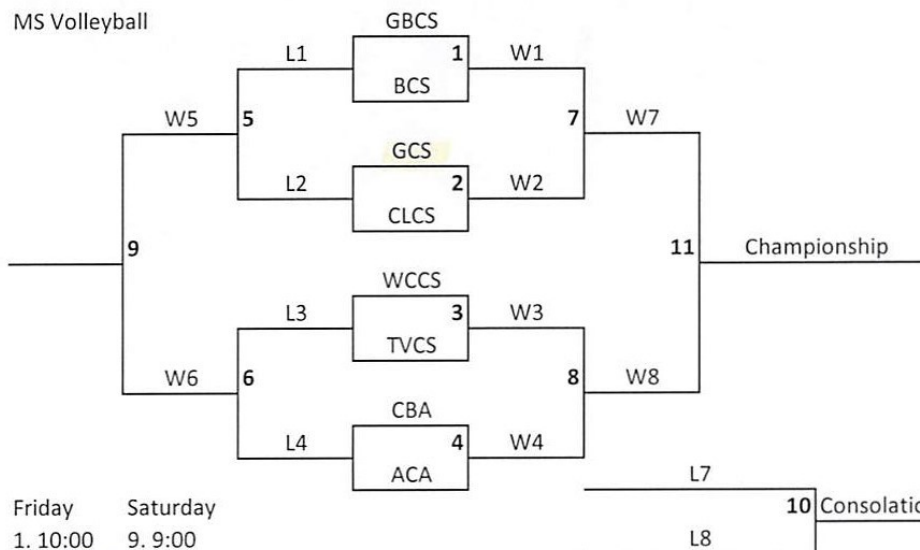 MS Volleyball
GBCS
L1 1 W1
BCS
W5 5 7 W7
GCS
L2 2 W2
CLCS
9 11 Championship
WCCS
L3 3 W3
TVCS
W6 6 8 W8
CBA
L4 4 W4
ACA
L7
Friday Saturday
10 Consolatio
1. 10:00 9. 9:00
L8